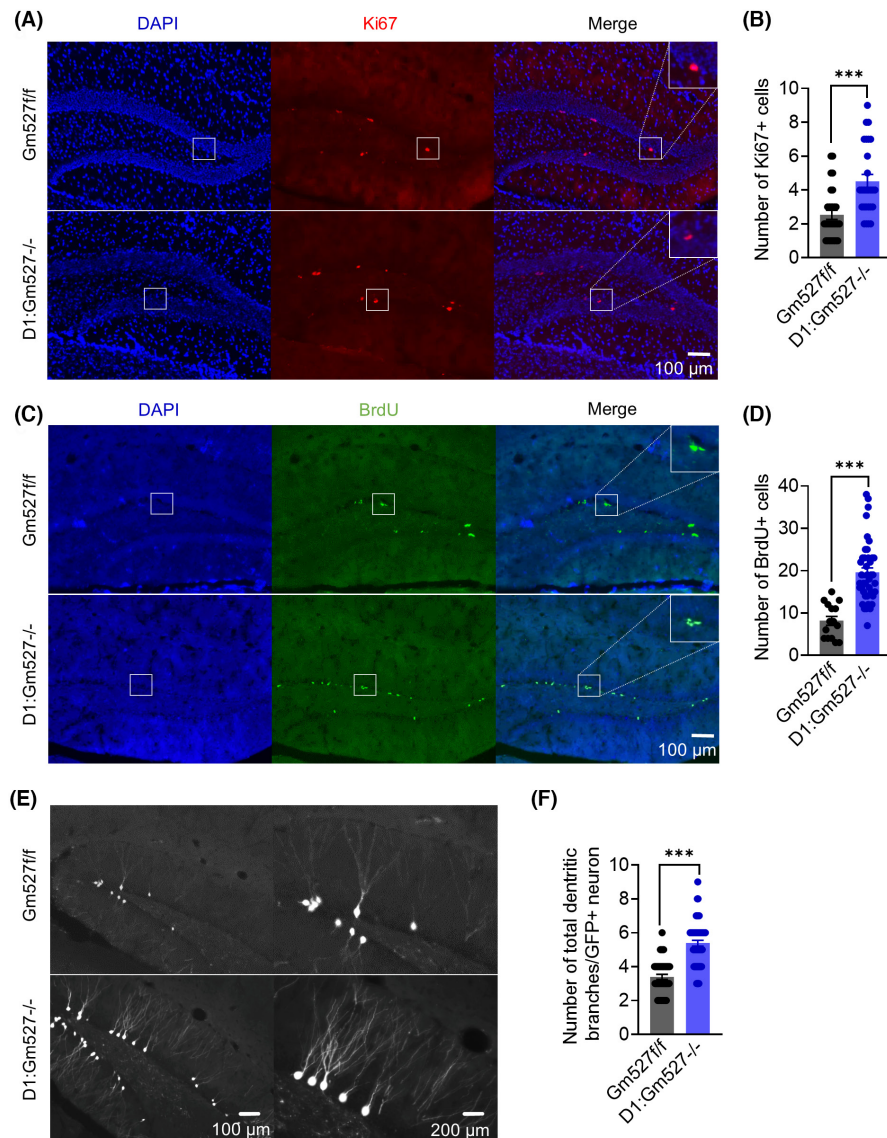 (A)
DAPI
Ki67
Merge
Gm527f/f
D1:Gm527-/-
100 µm
(B)
Number of Ki67+ cells
10
8
6
4
2
0
***
Gm527f/f
D1:Gm527-/-
(C)
DAPI
BrdU
Merge
Gm527f/f
D1:Gm527-/-
100 µm
(D)
Number of BrdU+ cells
40
30
20
10
0
***
Gm527f/f
D1:Gm527-/-
(E)
Gm527f/f
D1:Gm527-/-
100 µm
200 µm
(F)
Number of total dentritic
branches/GFP+ neuron
10
8
6
4
2
0
***
Gm527f/f
D1:Gm527-/-